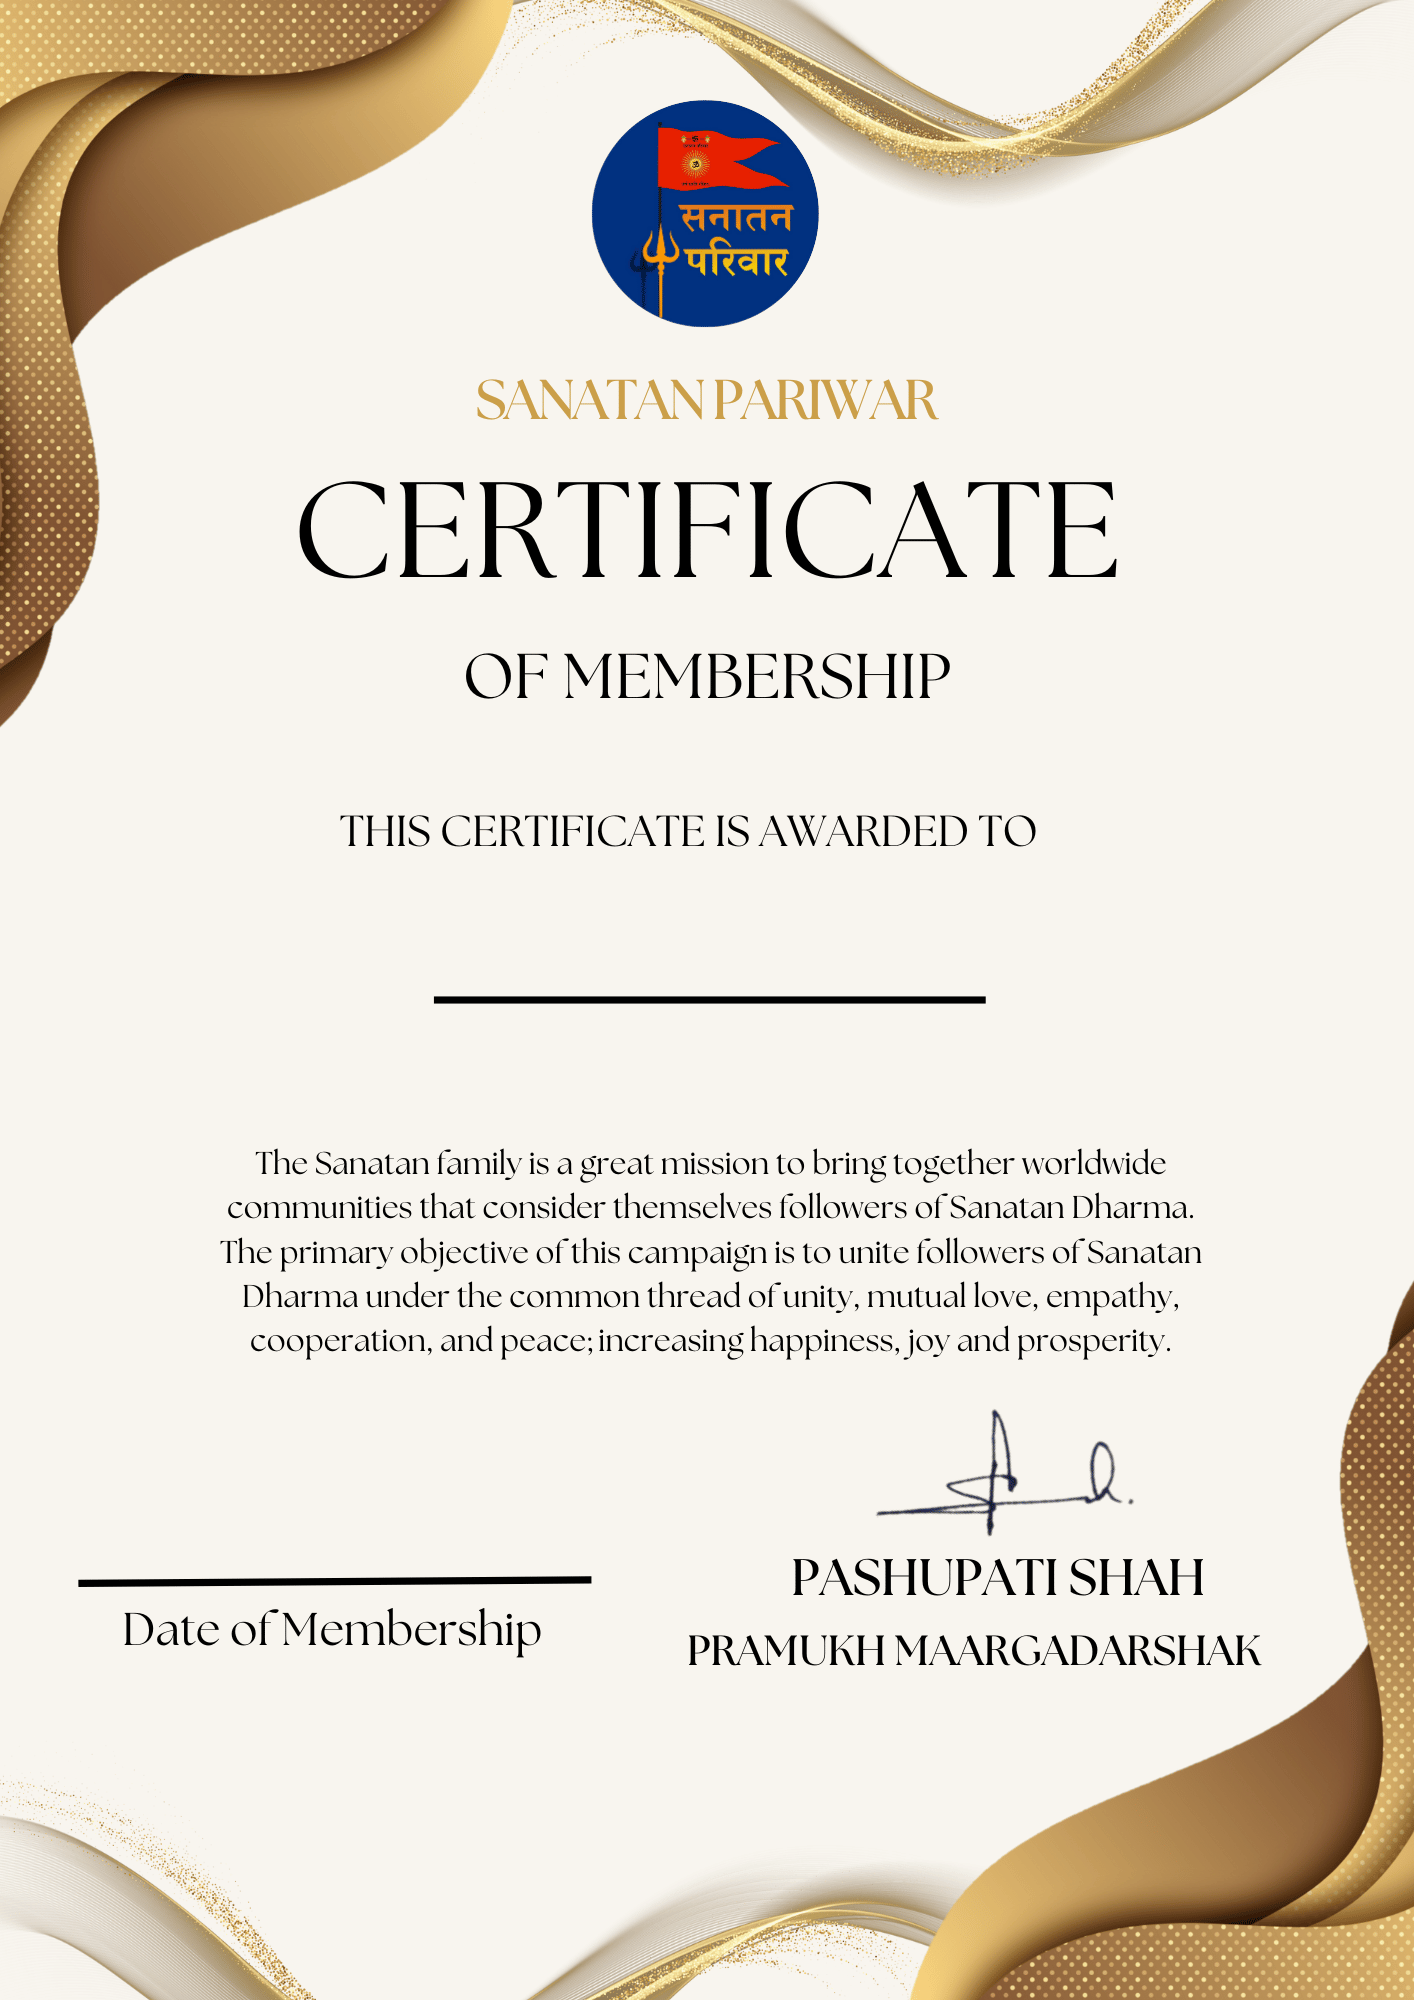 सनातन
परिवार
SANATAN PARIWAR
CERTIFICATE
OF MEMBERSHIP
THIS CERTIFICATE IS AWARDED TO
The Sanatan family is a great mission to bring together worldwide
communities that consider themselves followers of Sanatan Dharma.
The primary objective of this campaign is to unite followers of Sanatan
Dharma under the common thread of unity, mutual love, empathy,
cooperation, and peace; increasing happiness, joy and prosperity.
PASHUPATI SHAH
Date of Membership
PRAMUKH MAARGADARSHAK